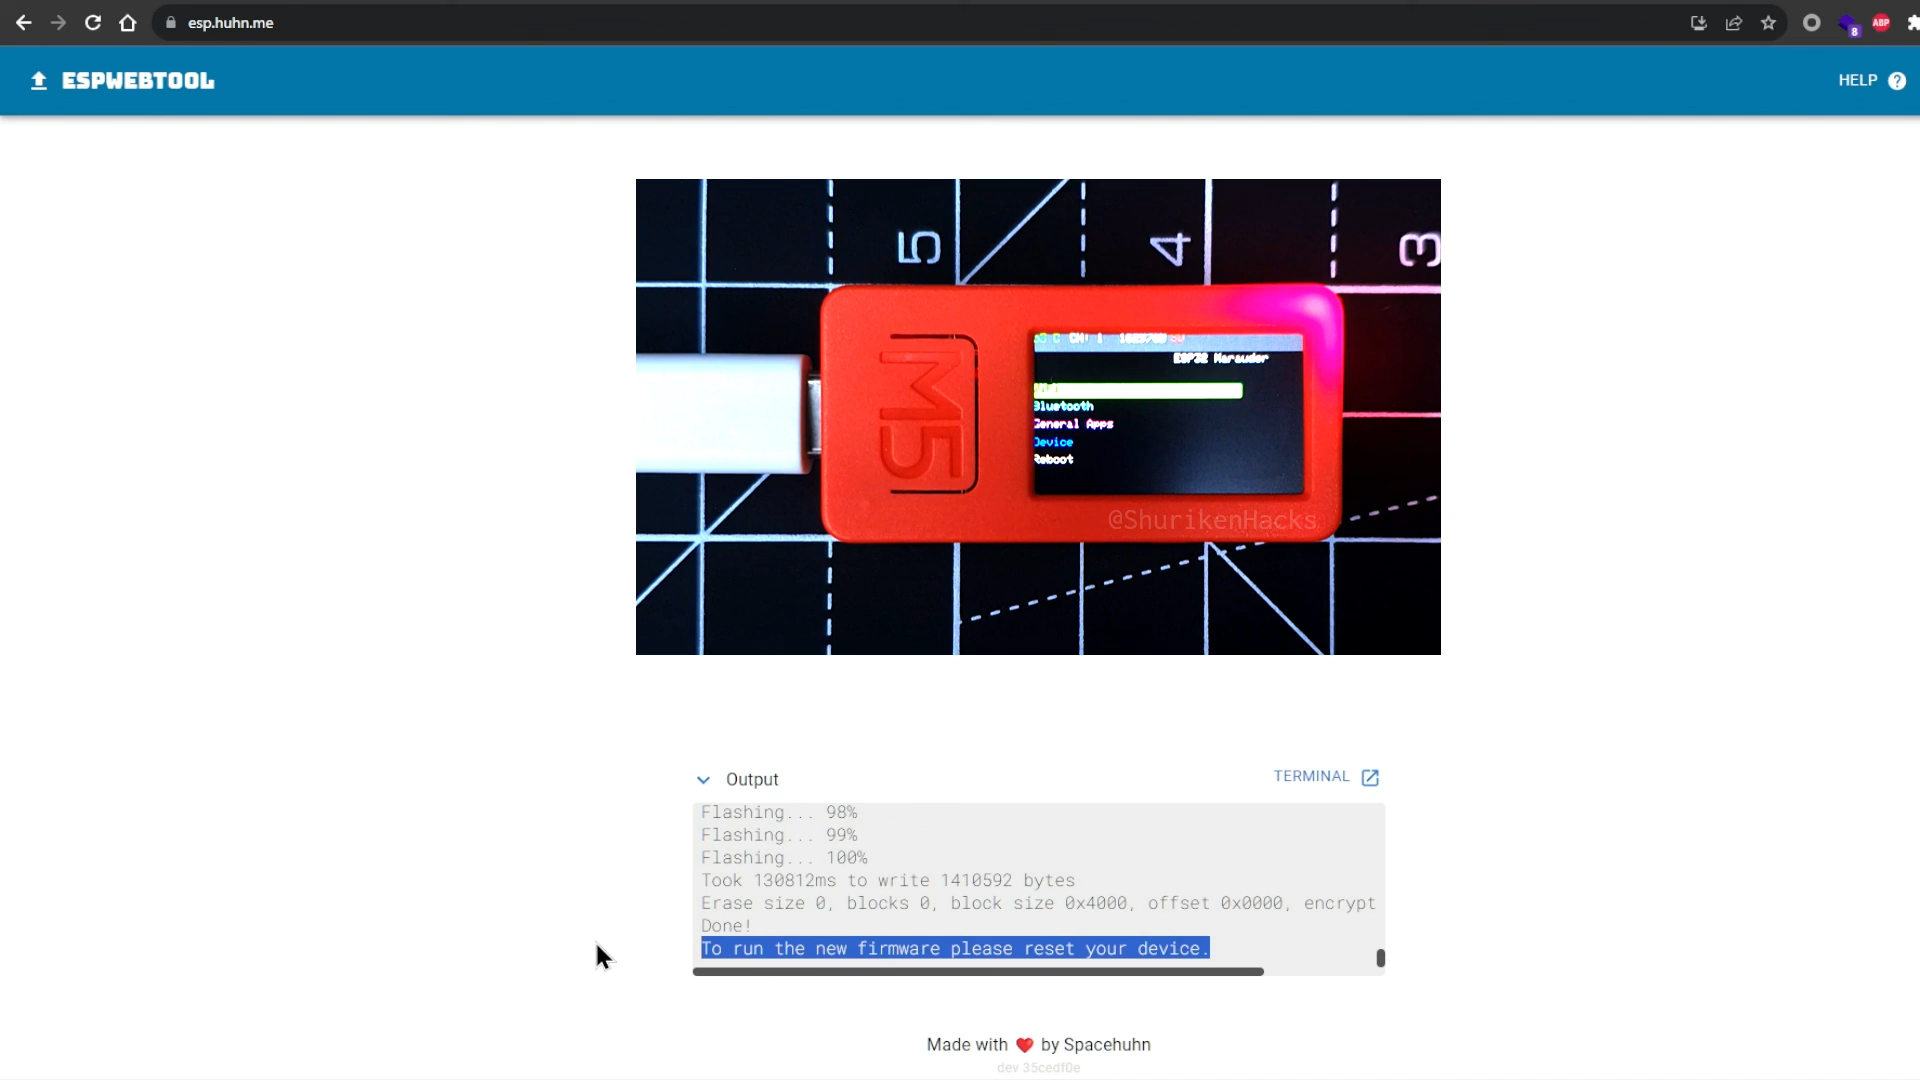 esp.huhn.me
8
ABP
ESPWEBTOOL
HELP ?
5
4
3
M5
ESP32 Marauder
Bluetooth
General Apps
Device
Reboot
@ShurikenHacks
Output
TERMINAL
Flashing... 98%
Flashing... 99%
Flashing... 100%
Took 130812ms to write 1410592 bytes
Erase size 0, blocks 0, block size 0x4000, offset 0x0000, encrypt
Done!
To run the new firmware please reset your device.
Made with ❤️ by Spacehuhn
dev 35cedf0e